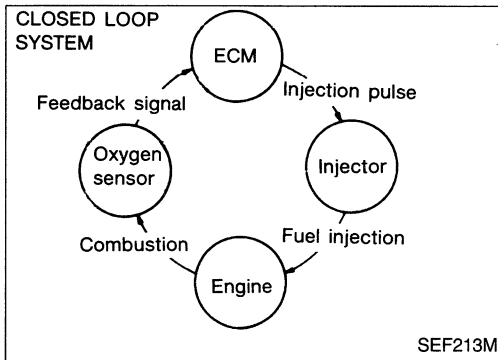 CLOSED LOOP
SYSTEM
ECM
Feedback signal
Injection pulse
Oxygen
sensor
Injector
Combustion
Fuel injection
Engine
SEF213M